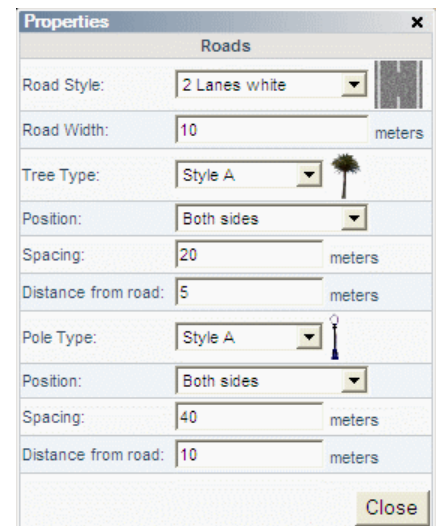 Properties x
Roads
Road Style: 2 Lanes white
Road Width: 10 meters
Tree Type: Style A
Position: Both sides
Spacing: 20 meters
Distance from road: 5 meters
Pole Type: Style A
Position: Both sides
Spacing: 40 meters
Distance from road: 10 meters
Close